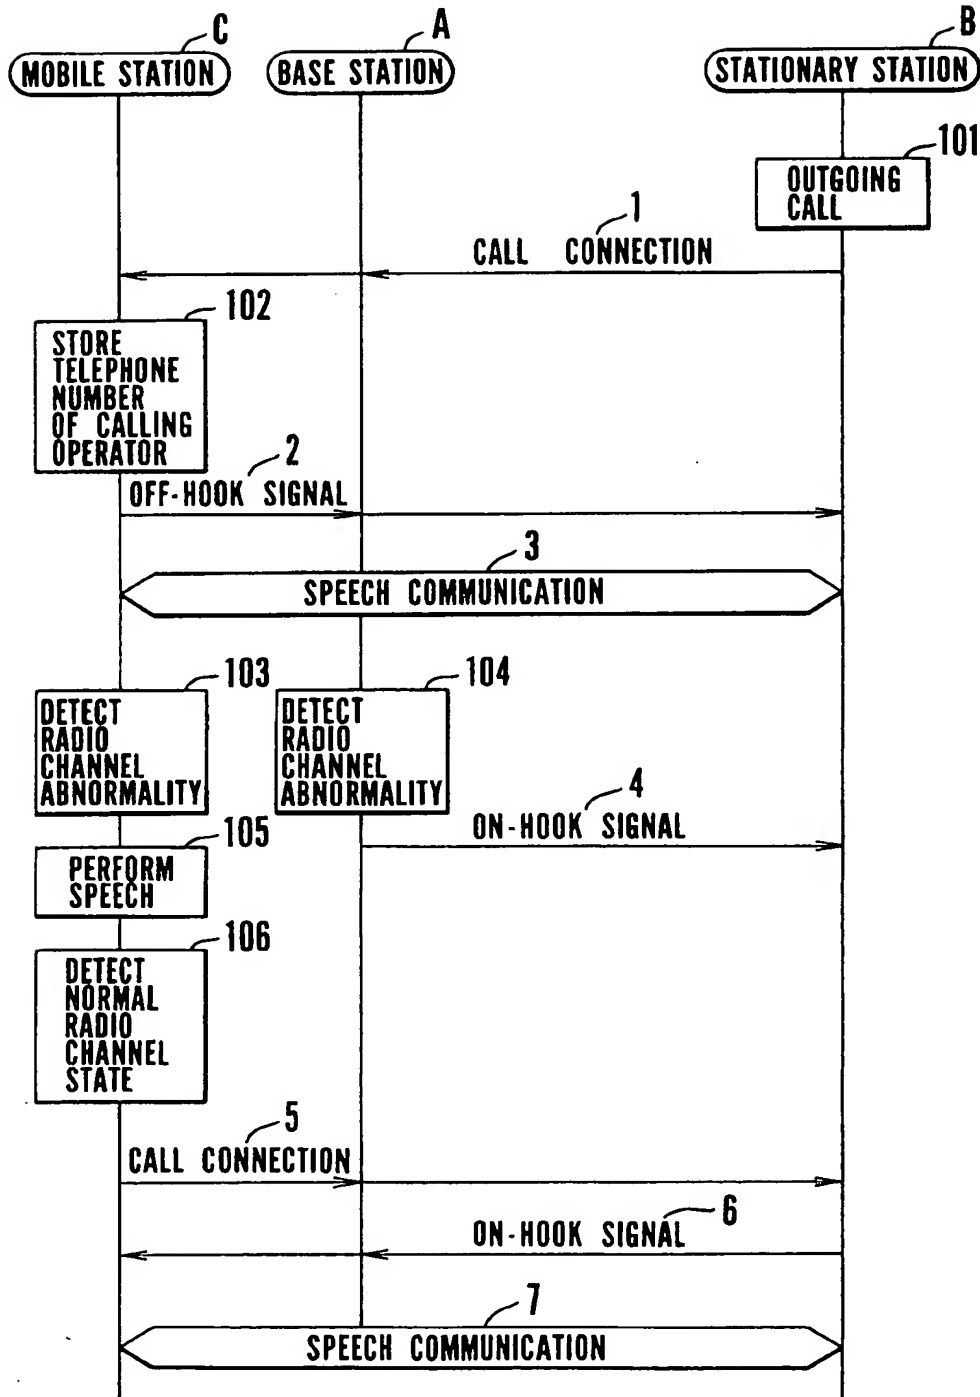 C
A
B
MOBILE STATION
BASE STATION
STATIONARY STATION
101
OUTGOING
CALL
1
CALL CONNECTION
102
STORE
TELEPHONE
NUMBER
OF CALLING
OPERATOR
2
OFF-HOOK SIGNAL
3
SPEECH COMMUNICATION
103
DETECT
RADIO
CHANNEL
ABNORMALITY
104
DETECT
RADIO
CHANNEL
ABNORMALITY
4
ON-HOOK SIGNAL
105
PERFORM
SPEECH
106
DETECT
NORMAL
RADIO
CHANNEL
STATE
5
CALL CONNECTION
6
ON-HOOK SIGNAL
7
SPEECH COMMUNICATION